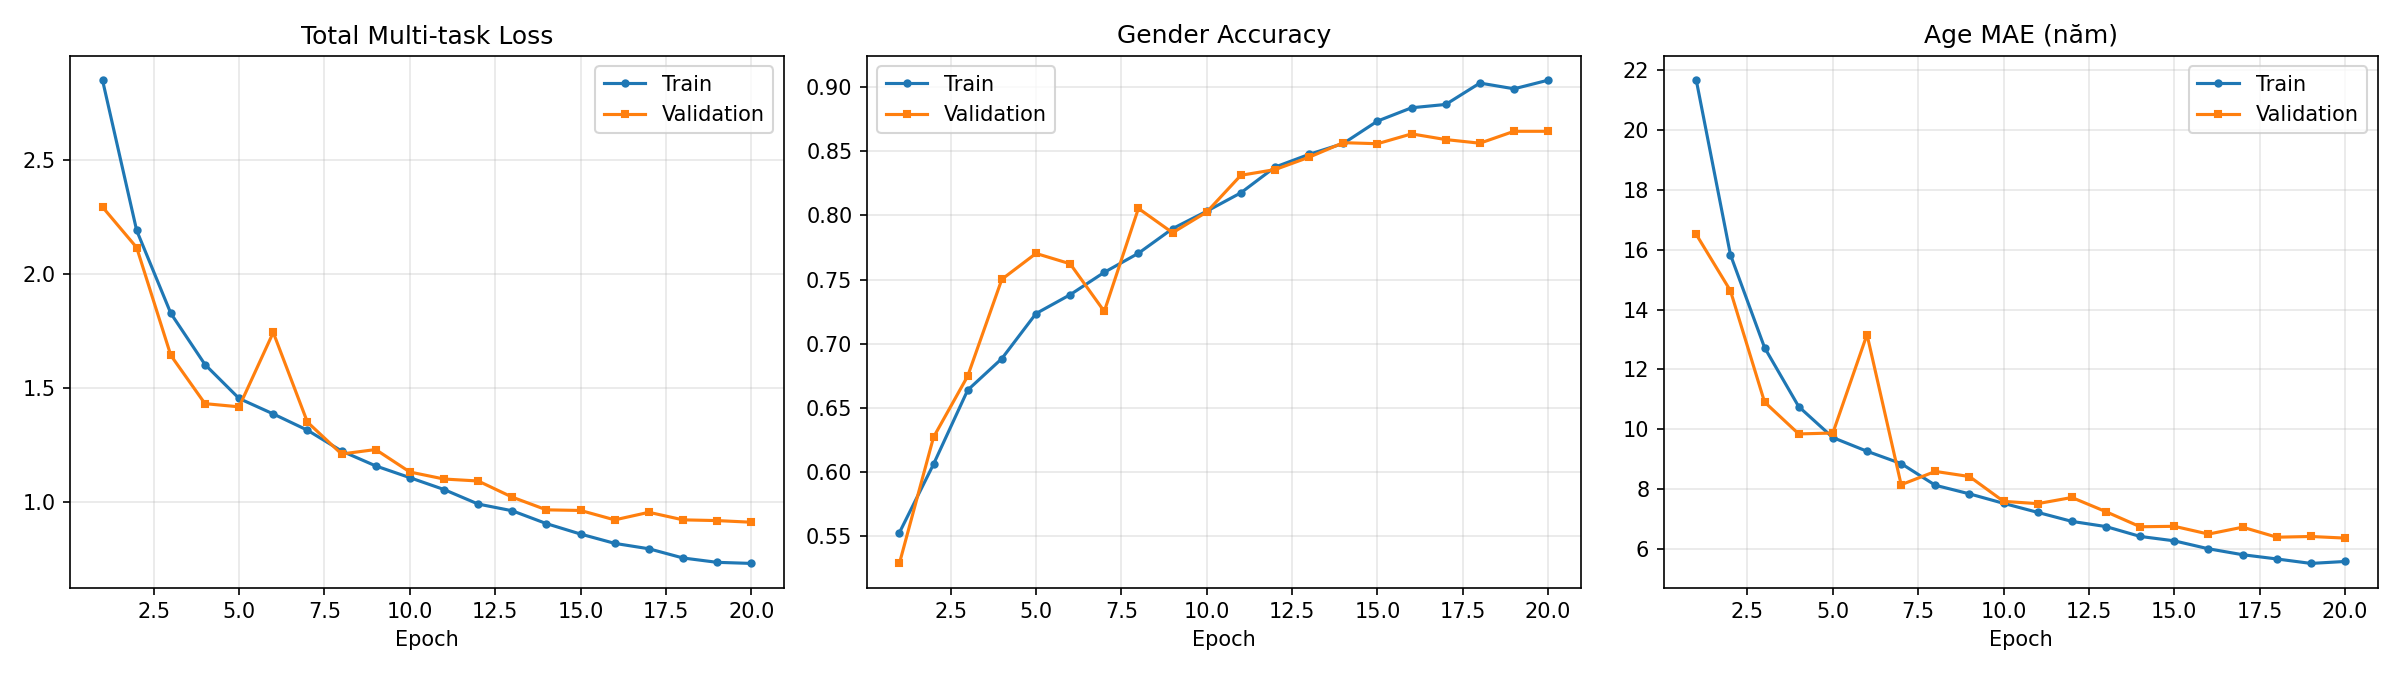 Total Multi-task Loss
Train
Validation
2.5
2.0
1.5
1.0
2.5 5.0 7.5 10.0 12.5 15.0 17.5 20.0
Epoch
Gender Accuracy
Train
Validation
0.90
0.85
0.80
0.75
0.70
0.65
0.60
0.55
2.5 5.0 7.5 10.0 12.5 15.0 17.5 20.0
Epoch
Age MAE (năm)
Train
Validation
22
20
18
16
14
12
10
8
6
2.5 5.0 7.5 10.0 12.5 15.0 17.5 20.0
Epoch